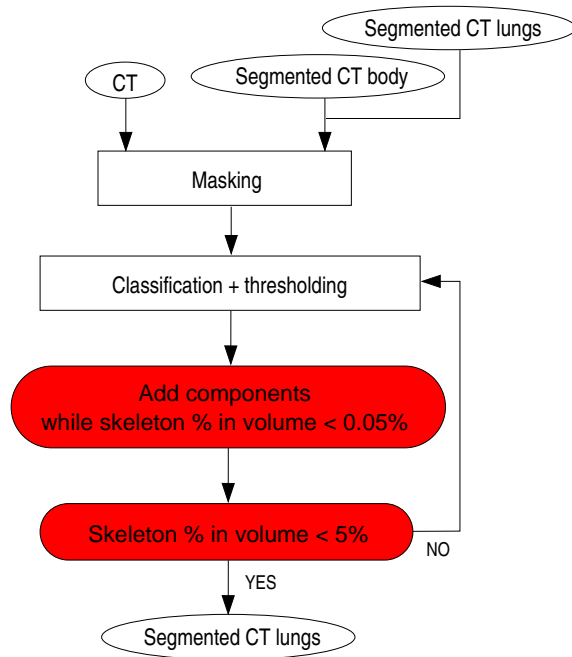 Segmented CT lungs
Segmented CT body
CT
Masking
Classification + thresholding
Add components
while skeleton % in volume < 0.05%
Skeleton % in volume < 5%
NO
YES
Segmented CT lungs